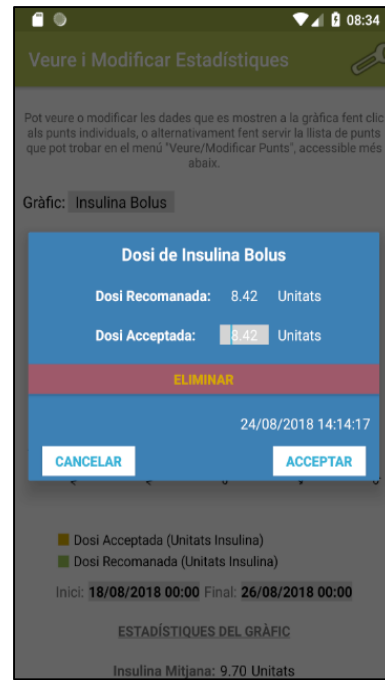 08:34
Veure i Modificar Estadístiques
Pot veure o modificar les dades que es mostren a la gràfica fent clic
als punts individuals, o alternativament fent servir la llista de punts
que pot trobar en el menú "Veure/Modificar Punts", accessible més
abaix.
Gràfic: Insulina Bolus
Dosi de Insulina Bolus
Dosi Recomanada: 8.42 Unitats
Dosi Acceptada: 8.42 Unitats
ELIMINAR
24/08/2018 14:14:17
CANCELAR ACCEPTAR
Dosi Acceptada (Unitats Insulina)
Dosi Recomanada (Unitats Insulina)
Inici: 18/08/2018 00:00 Final: 26/08/2018 00:00
ESTADÍSTIQUES DEL GRÀFIC
Insulina Mitjana: 9.70 Unitats